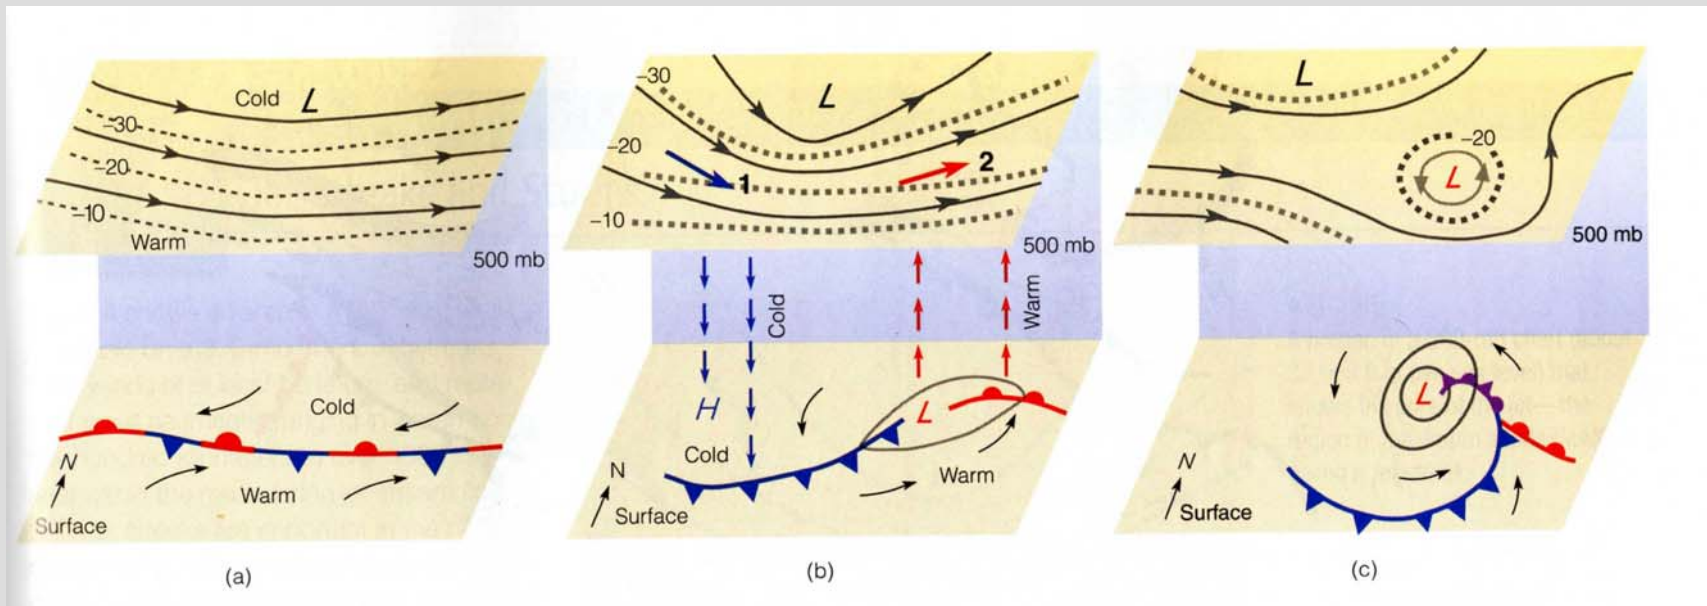 Cold L
–30
–20
–10
Warm
500 mb
Cold
N
Warm
Surface
(a)
–30
L
–20
1
2
–10
500 mb
Cold
Warm
H
L
Cold
N
Warm
Surface
(b)
L
–20
L
500 mb
L
N
Surface
(c)